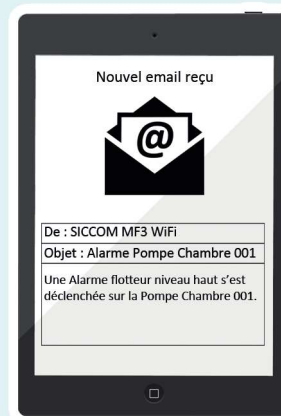 Nouvel email reçu
@
De : SICCOM MF3 WiFi
Objet : Alarme Pompe Chambre 001
Une Alarme flotteur niveau haut s'est
déclenchée sur la Pompe Chambre 001.